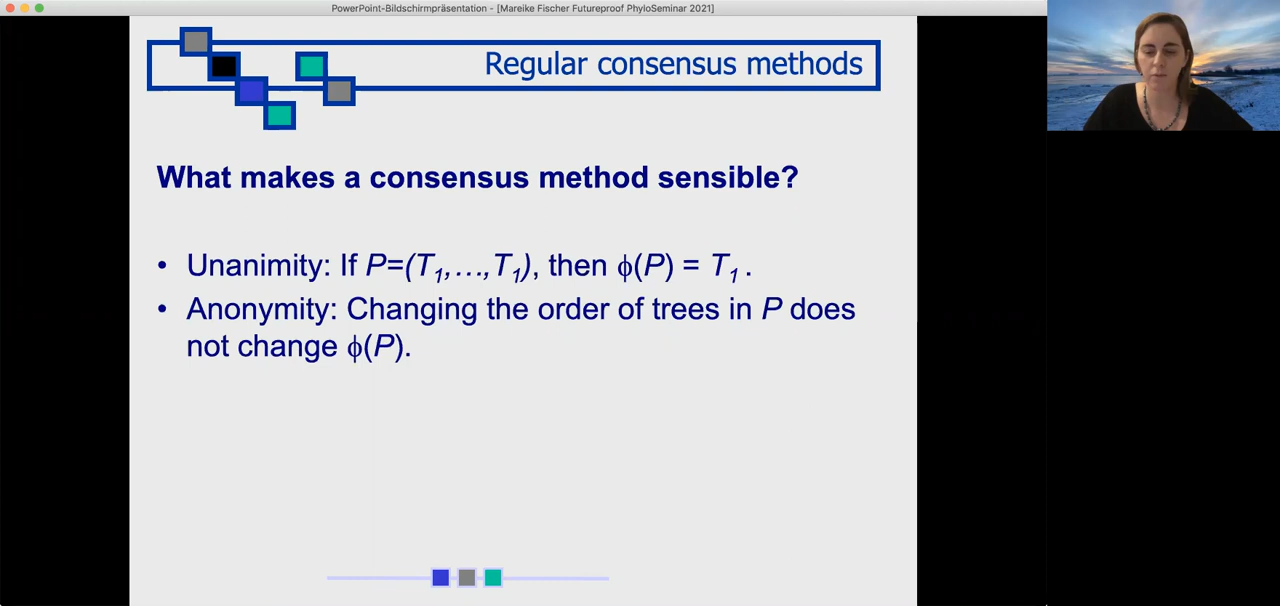 PowerPoint-Bildschirmpräsentation - [Mareike Fischer Futureproof PhyloSeminar 2021]
Regular consensus methods
What makes a consensus method sensible?
• Unanimity: If P=(T1,…,T1), then ϕ(P) = T1 .
• Anonymity: Changing the order of trees in P does
not change ϕ(P).